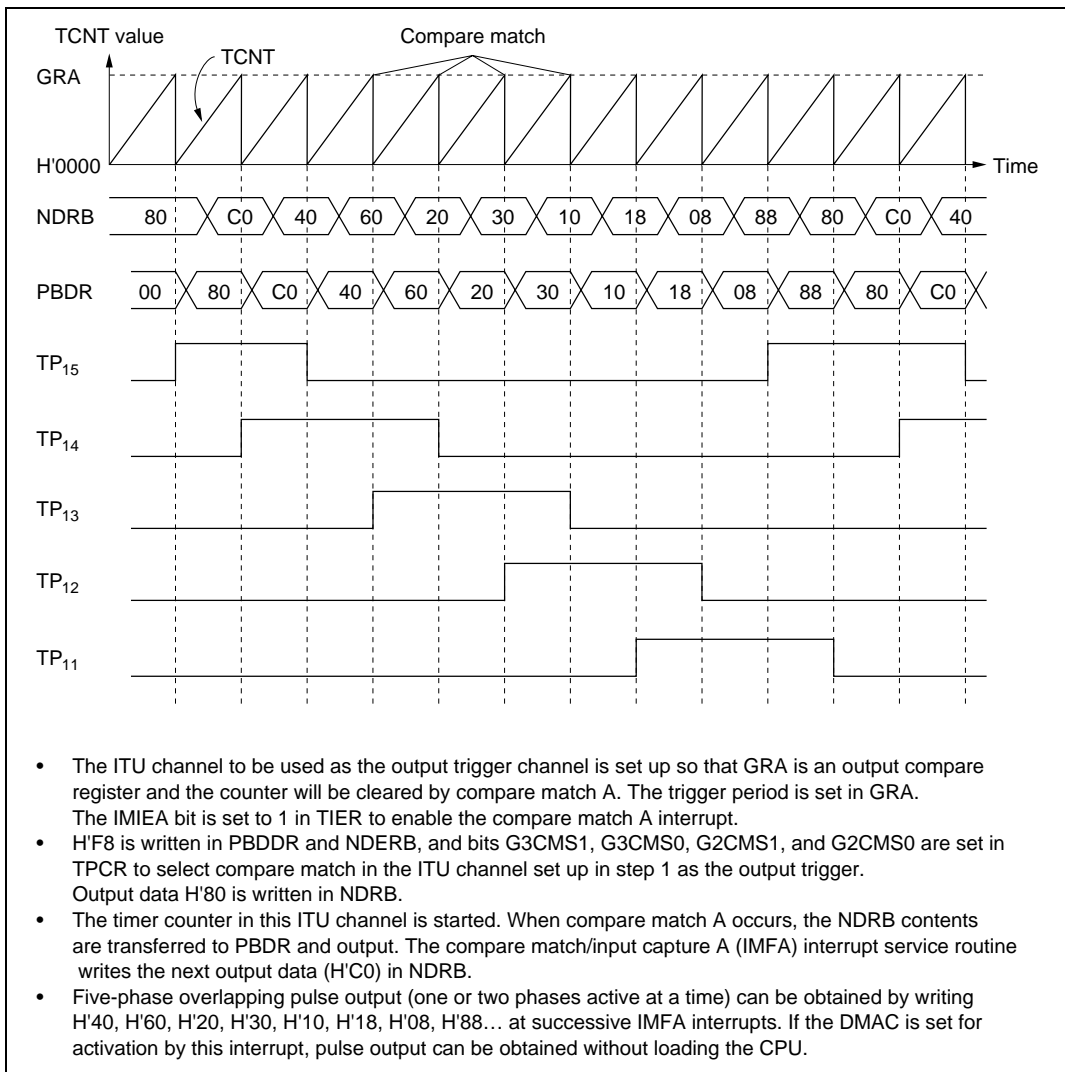 TCNT value
Compare match
TCNT
GRA
H'0000
Time
NDRB 80 C0 40 60 20 30 10 18 08 88 80 C0 40
PBDR 00 80 C0 40 60 20 30 10 18 08 88 80 C0
TP15
TP14
TP13
TP12
TP11
• The ITU channel to be used as the output trigger channel is set up so that GRA is an output compare
register and the counter will be cleared by compare match A. The trigger period is set in GRA.
The IMIEA bit is set to 1 in TIER to enable the compare match A interrupt.
• H'F8 is written in PBDDR and NDERB, and bits G3CMS1, G3CMS0, G2CMS1, and G2CMS0 are set in
TPCR to select compare match in the ITU channel set up in step 1 as the output trigger.
Output data H'80 is written in NDRB.
• The timer counter in this ITU channel is started. When compare match A occurs, the NDRB contents
are transferred to PBDR and output. The compare match/input capture A (IMFA) interrupt service routine
writes the next output data (H'C0) in NDRB.
• Five-phase overlapping pulse output (one or two phases active at a time) can be obtained by writing
H'40, H'60, H'20, H'30, H'10, H'18, H'08, H'88… at successive IMFA interrupts. If the DMAC is set for
activation by this interrupt, pulse output can be obtained without loading the CPU.